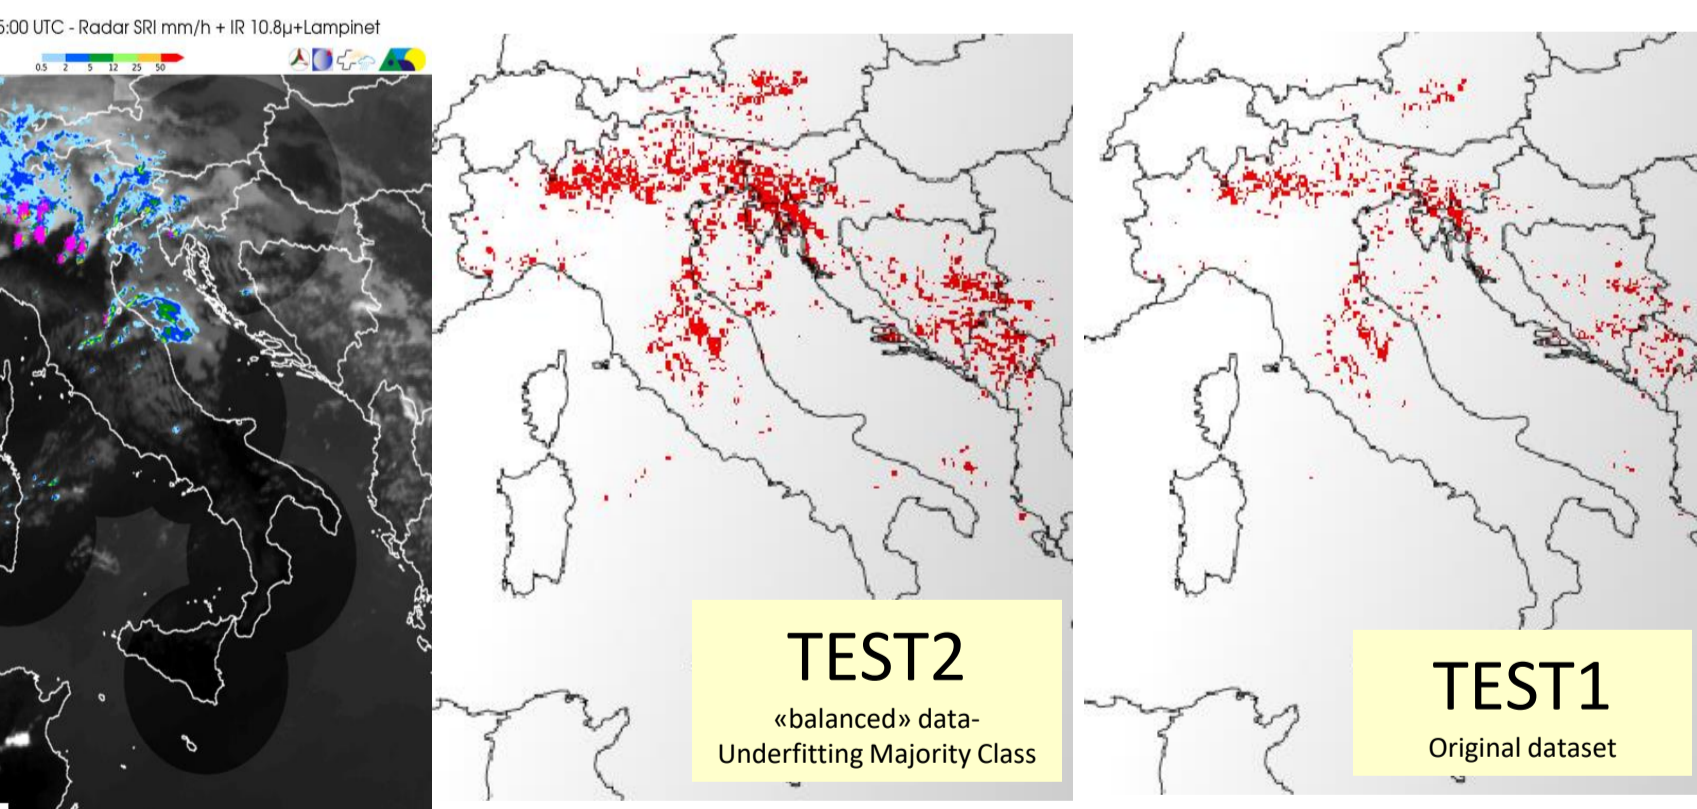 5:00 UTC - Radar SRI mm/h + IR 10.8µ+Lampinet
0.5 2 5 12 25 50
TEST2
«balanced» data-
Underfitting Majority Class
TEST1
Original dataset